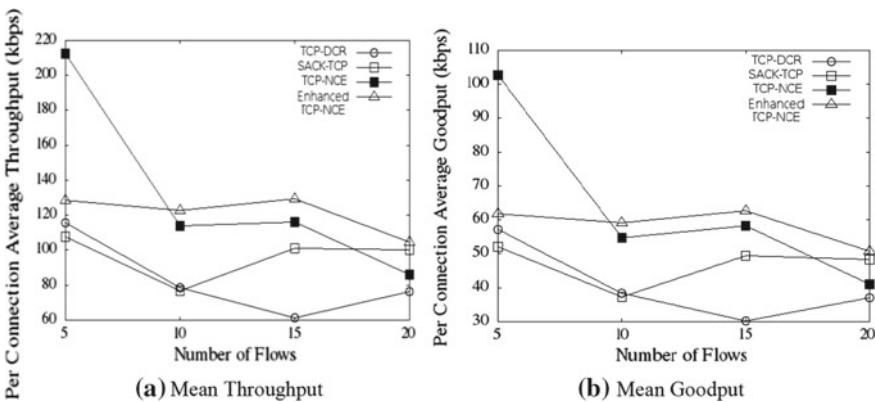 Per Connection Average Throughput (kbps)
220
200
180
160
140
120
100
80
60
5
10
15
20
Number of Flows
TCP-DCR
SACK-TCP
TCP-NCE
Enhanced
TCP-NCE
(a) Mean Throughput
Per Connection Average Goodput (kbps)
110
100
90
80
70
60
50
40
30
5
10
15
20
Number of Flows
TCP-DCR
SACK-TCP
TCP-NCE
Enhanced
TCP-NCE
(b) Mean Goodput